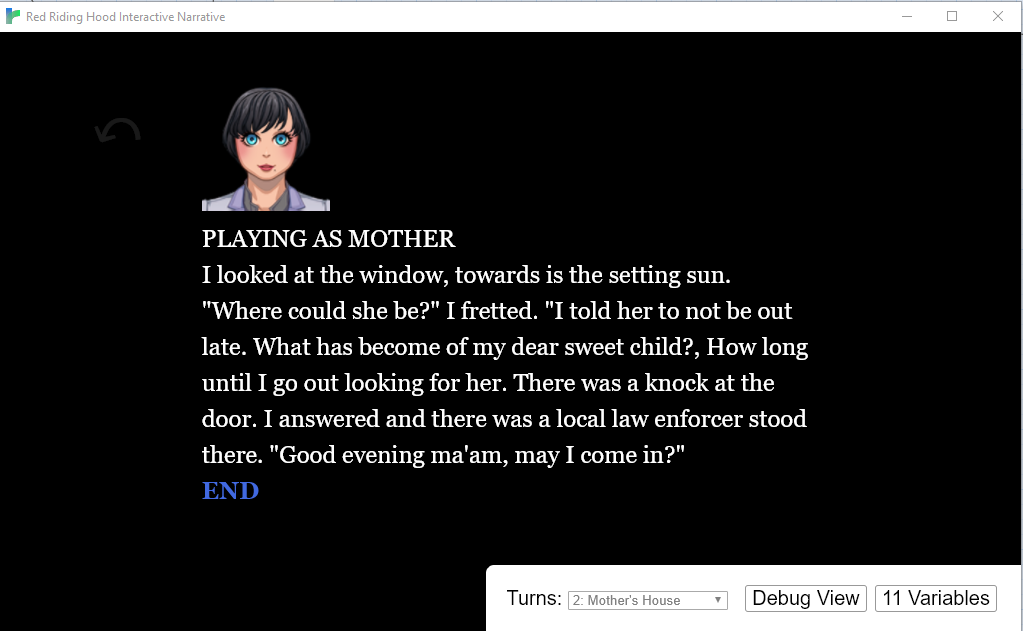 Red Riding Hood Interactive Narrative
PLAYING AS MOTHER
I looked at the window, towards is the setting sun.
"Where could she be?" I fretted. "I told her to not be out
late. What has become of my dear sweet child?, How long
until I go out looking for her. There was a knock at the
door. I answered and there was a local law enforcer stood
there. "Good evening ma'am, may I come in?"
END
Turns: 2: Mother's House Debug View 11 Variables